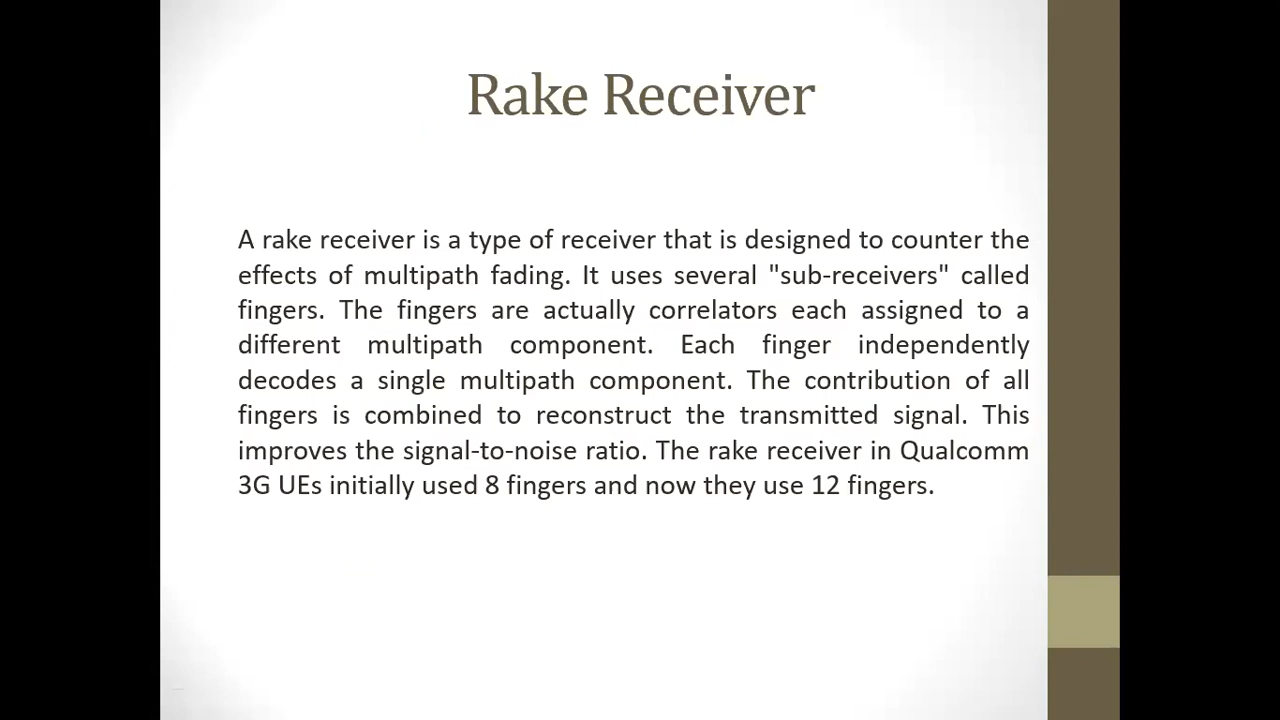 Rake Receiver
A rake receiver is a type of receiver that is designed to counter the
effects of multipath fading. It uses several "sub-receivers" called
fingers. The fingers are actually correlators each assigned to a
different multipath component. Each finger independently
decodes a single multipath component. The contribution of all
fingers is combined to reconstruct the transmitted signal. This
improves the signal-to-noise ratio. The rake receiver in Qualcomm
3G UEs initially used 8 fingers and now they use 12 fingers.